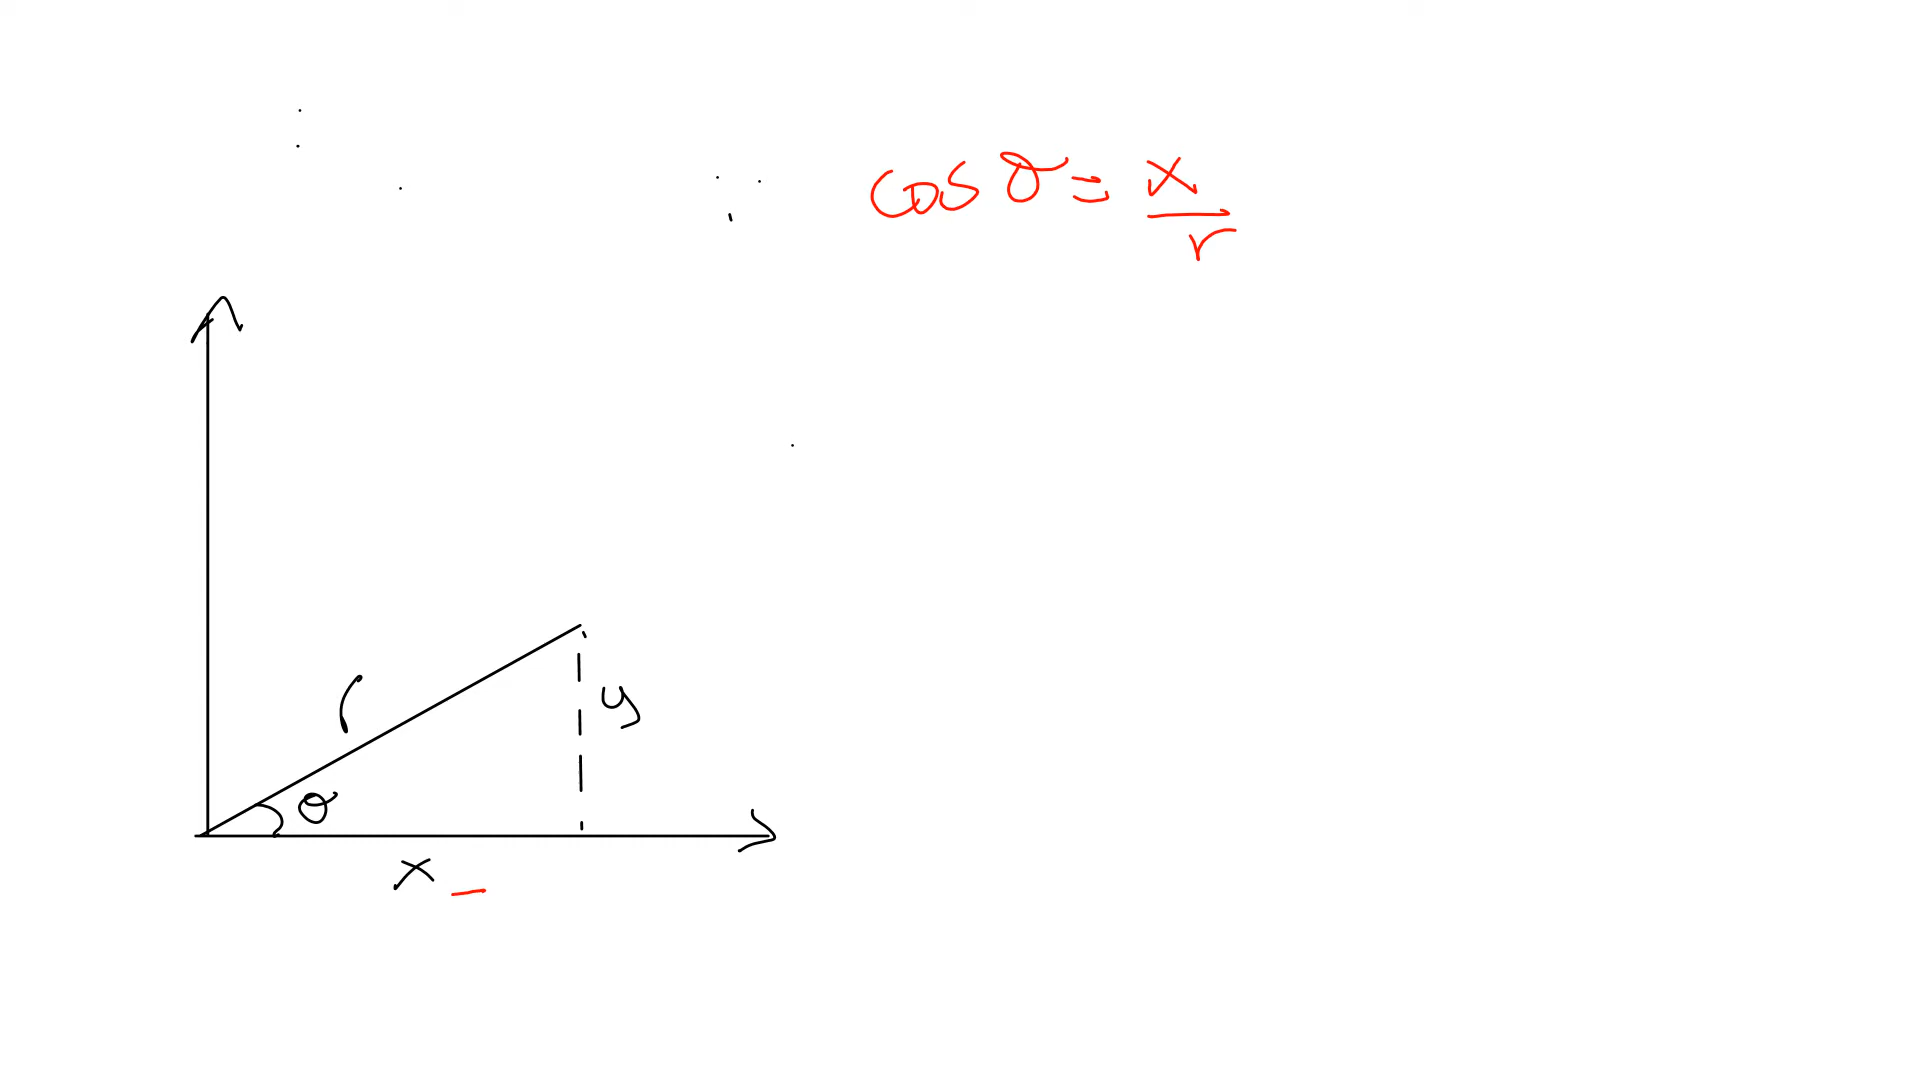 cos θ = x/r
r
y
θ
x